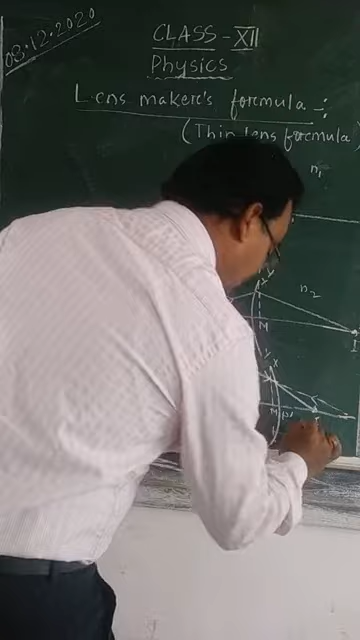 03.12.2020
CLASS - XII
Physics
Lens maker's formula -:
(Thin lens formula)
n₁
n₂
X Y
M
I
Y X
M P'